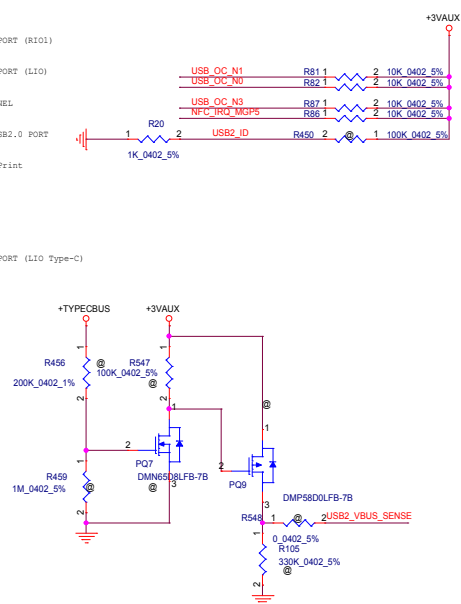 +3VAUX
PORT (RIO1)
PORT (LIO)
USB_OC_N1 R81 1 2 10K_0402_5%
USB_OC_N0 R82 1 2 10K_0402_5%
NEL
USB_OC_N3 R87 1 2 10K_0402_5%
NFC_IRQ_MGP5 R86 1 2 10K_0402_5%
R20
SB2.0 PORT
1 2 USB2_ID R450 2 @ 1 100K_0402_5%
1K_0402_5%
Print
PORT (LIO Type-C)
+TYPECBUS +3VAUX
1 1
R456 @ R547
200K_0402_1% 100K_0402_5%
@
2 2
@
1 1
2 2
PQ7
DMN65D8LFB-7B
@ 3
PQ9
1
R459 @
1M_0402_5%
2
DMP58D0LFB-7B
3
R548 1 @ 2 USB2_VBUS_SENSE
0_0402_5%
1
R105
330K_0402_5%
@
2